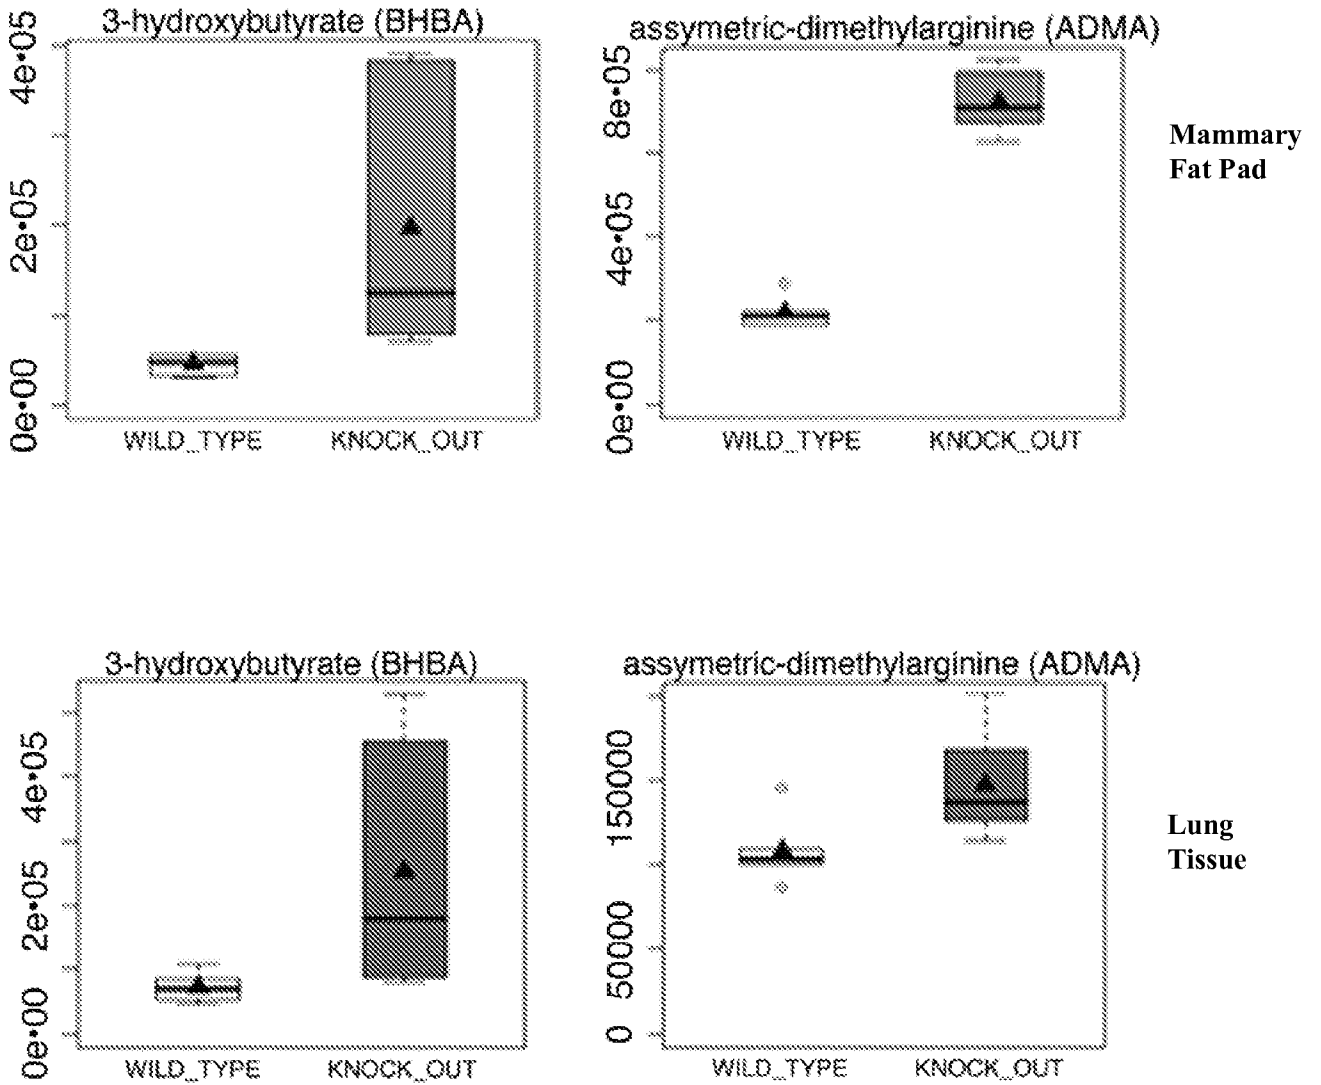 3-hydroxybutyrate (BHBA)
4e•05
2e•05
0e•00
WILD_TYPE KNOCK_OUT
assymetric-dimethylarginine (ADMA)
8e•05
4e•05
0e•00
WILD_TYPE KNOCK_OUT
Mammary
Fat Pad
3-hydroxybutyrate (BHBA)
4e•05
2e•05
0e•00
WILD_TYPE KNOCK_OUT
assymetric-dimethylarginine (ADMA)
150000
50000
0
WILD_TYPE KNOCK_OUT
Lung
Tissue